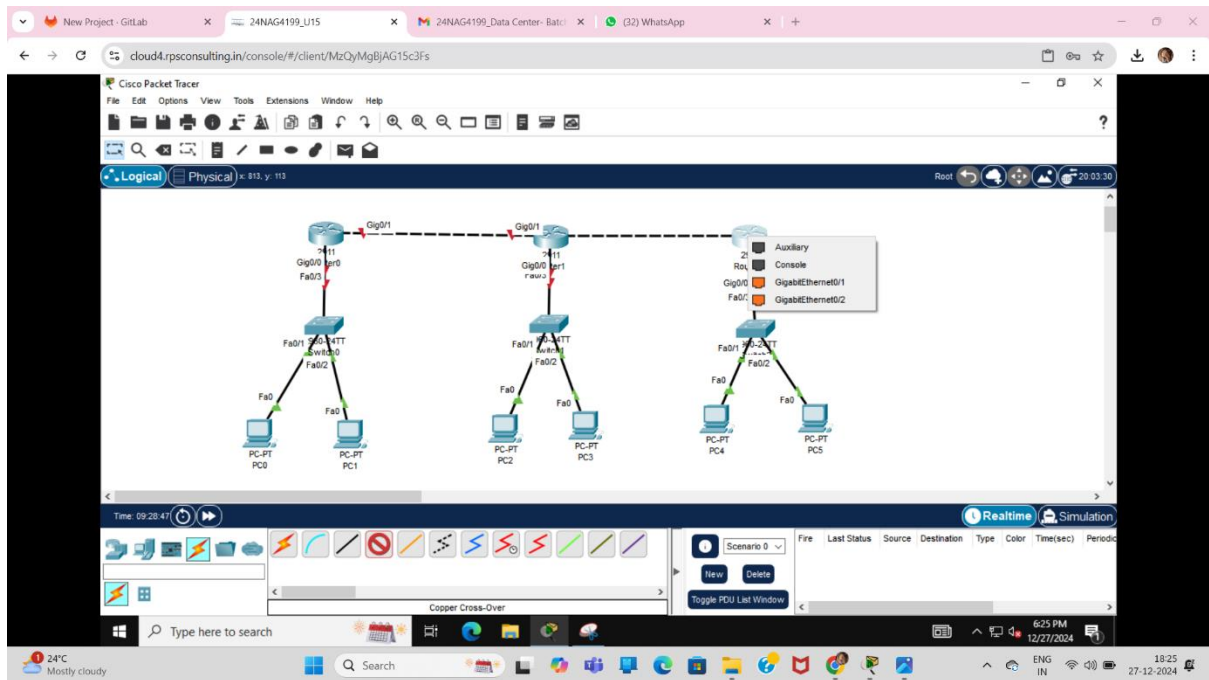 New Project · GitLab
24NAG4199_U15
24NAG4199_Data Center- Batc
(32) WhatsApp
cloud4.rpsconsulting.in/console/#/client/MzQyMgBjAG15c3Fs
Cisco Packet Tracer
File Edit Options View Tools Extensions Window Help
Logical Physical x: 813, y: 113
Root 20:03:30
Gig0/1
Gig0/1
Gig0/0
Fa0/3
Gig0/0
Gig0/0
Auxiliary
Console
GigabitEthernet0/1
GigabitEthernet0/2
Fa0/1
Switch0
Fa0/2
Fa0/1
Fa0/2
Fa0/1
Fa0/2
Fa0
Fa0
Fa0
Fa0
Fa0
Fa0
PC-PT
PC0
PC-PT
PC1
PC-PT
PC2
PC-PT
PC3
PC-PT
PC4
PC-PT
PC5
Time: 09:28:47
Realtime Simulation
Scenario 0
Fire Last Status Source Destination Type Color Time(sec) Periodic
New Delete
Toggle PDU List Window
Copper Cross-Over
Type here to search
6:25 PM
12/27/2024
1
24°C
Mostly cloudy
Search
ENG
IN
18:25
27-12-2024